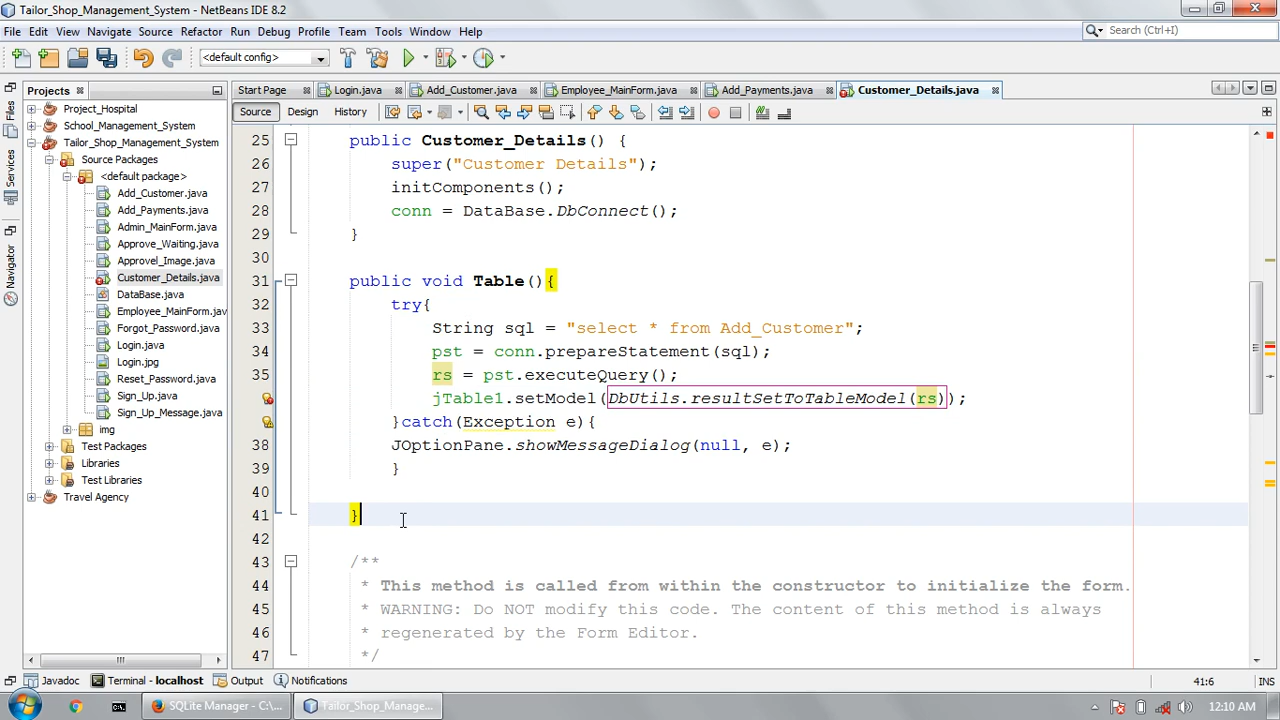 Tailor_Shop_Management_System - NetBeans IDE 8.2
File Edit View Navigate Source Refactor Run Debug Profile Team Tools Window Help
Search (Ctrl+I)
<default config>
Projects
Start Page Login.java Add_Customer.java Employee_MainForm.java Add_Payments.java Customer_Details.java
Source Design History
Files
Services
Navigator
Project_Hospital
School_Management_System
Tailor_Shop_Management_System
Source Packages
<default package>
Add_Customer.java
Add_Payments.java
Admin_MainForm.java
Approve_Waiting.java
Approvel_Image.java
Customer_Details.java
DataBase.java
Employee_MainForm.jav
Forgot_Password.java
Login.java
Login.jpg
Reset_Password.java
Sign_Up.java
Sign_Up_Message.java
img
Test Packages
Libraries
Test Libraries
Travel Agency
25 public Customer_Details() {
26 super("Customer Details");
27 initComponents();
28 conn = DataBase.DbConnect();
29 }
30
31 public void Table(){
32 try{
33 String sql = "select * from Add_Customer";
34 pst = conn.prepareStatement(sql);
35 rs = pst.executeQuery();
jTable1.setModel(DbUtils.resultSetToTableModel(rs));
}catch(Exception e){
38 JOptionPane.showMessageDialog(null, e);
39 }
40
41 }
42
43 /**
44 * This method is called from within the constructor to initialize the form.
45 * WARNING: Do NOT modify this code. The content of this method is always
46 * regenerated by the Form Editor.
47 */
Javadoc Terminal - localhost Output Notifications
41:6 INS
SQLite Manager - C:\... Tailor_Shop_Manage...
12:10 AM